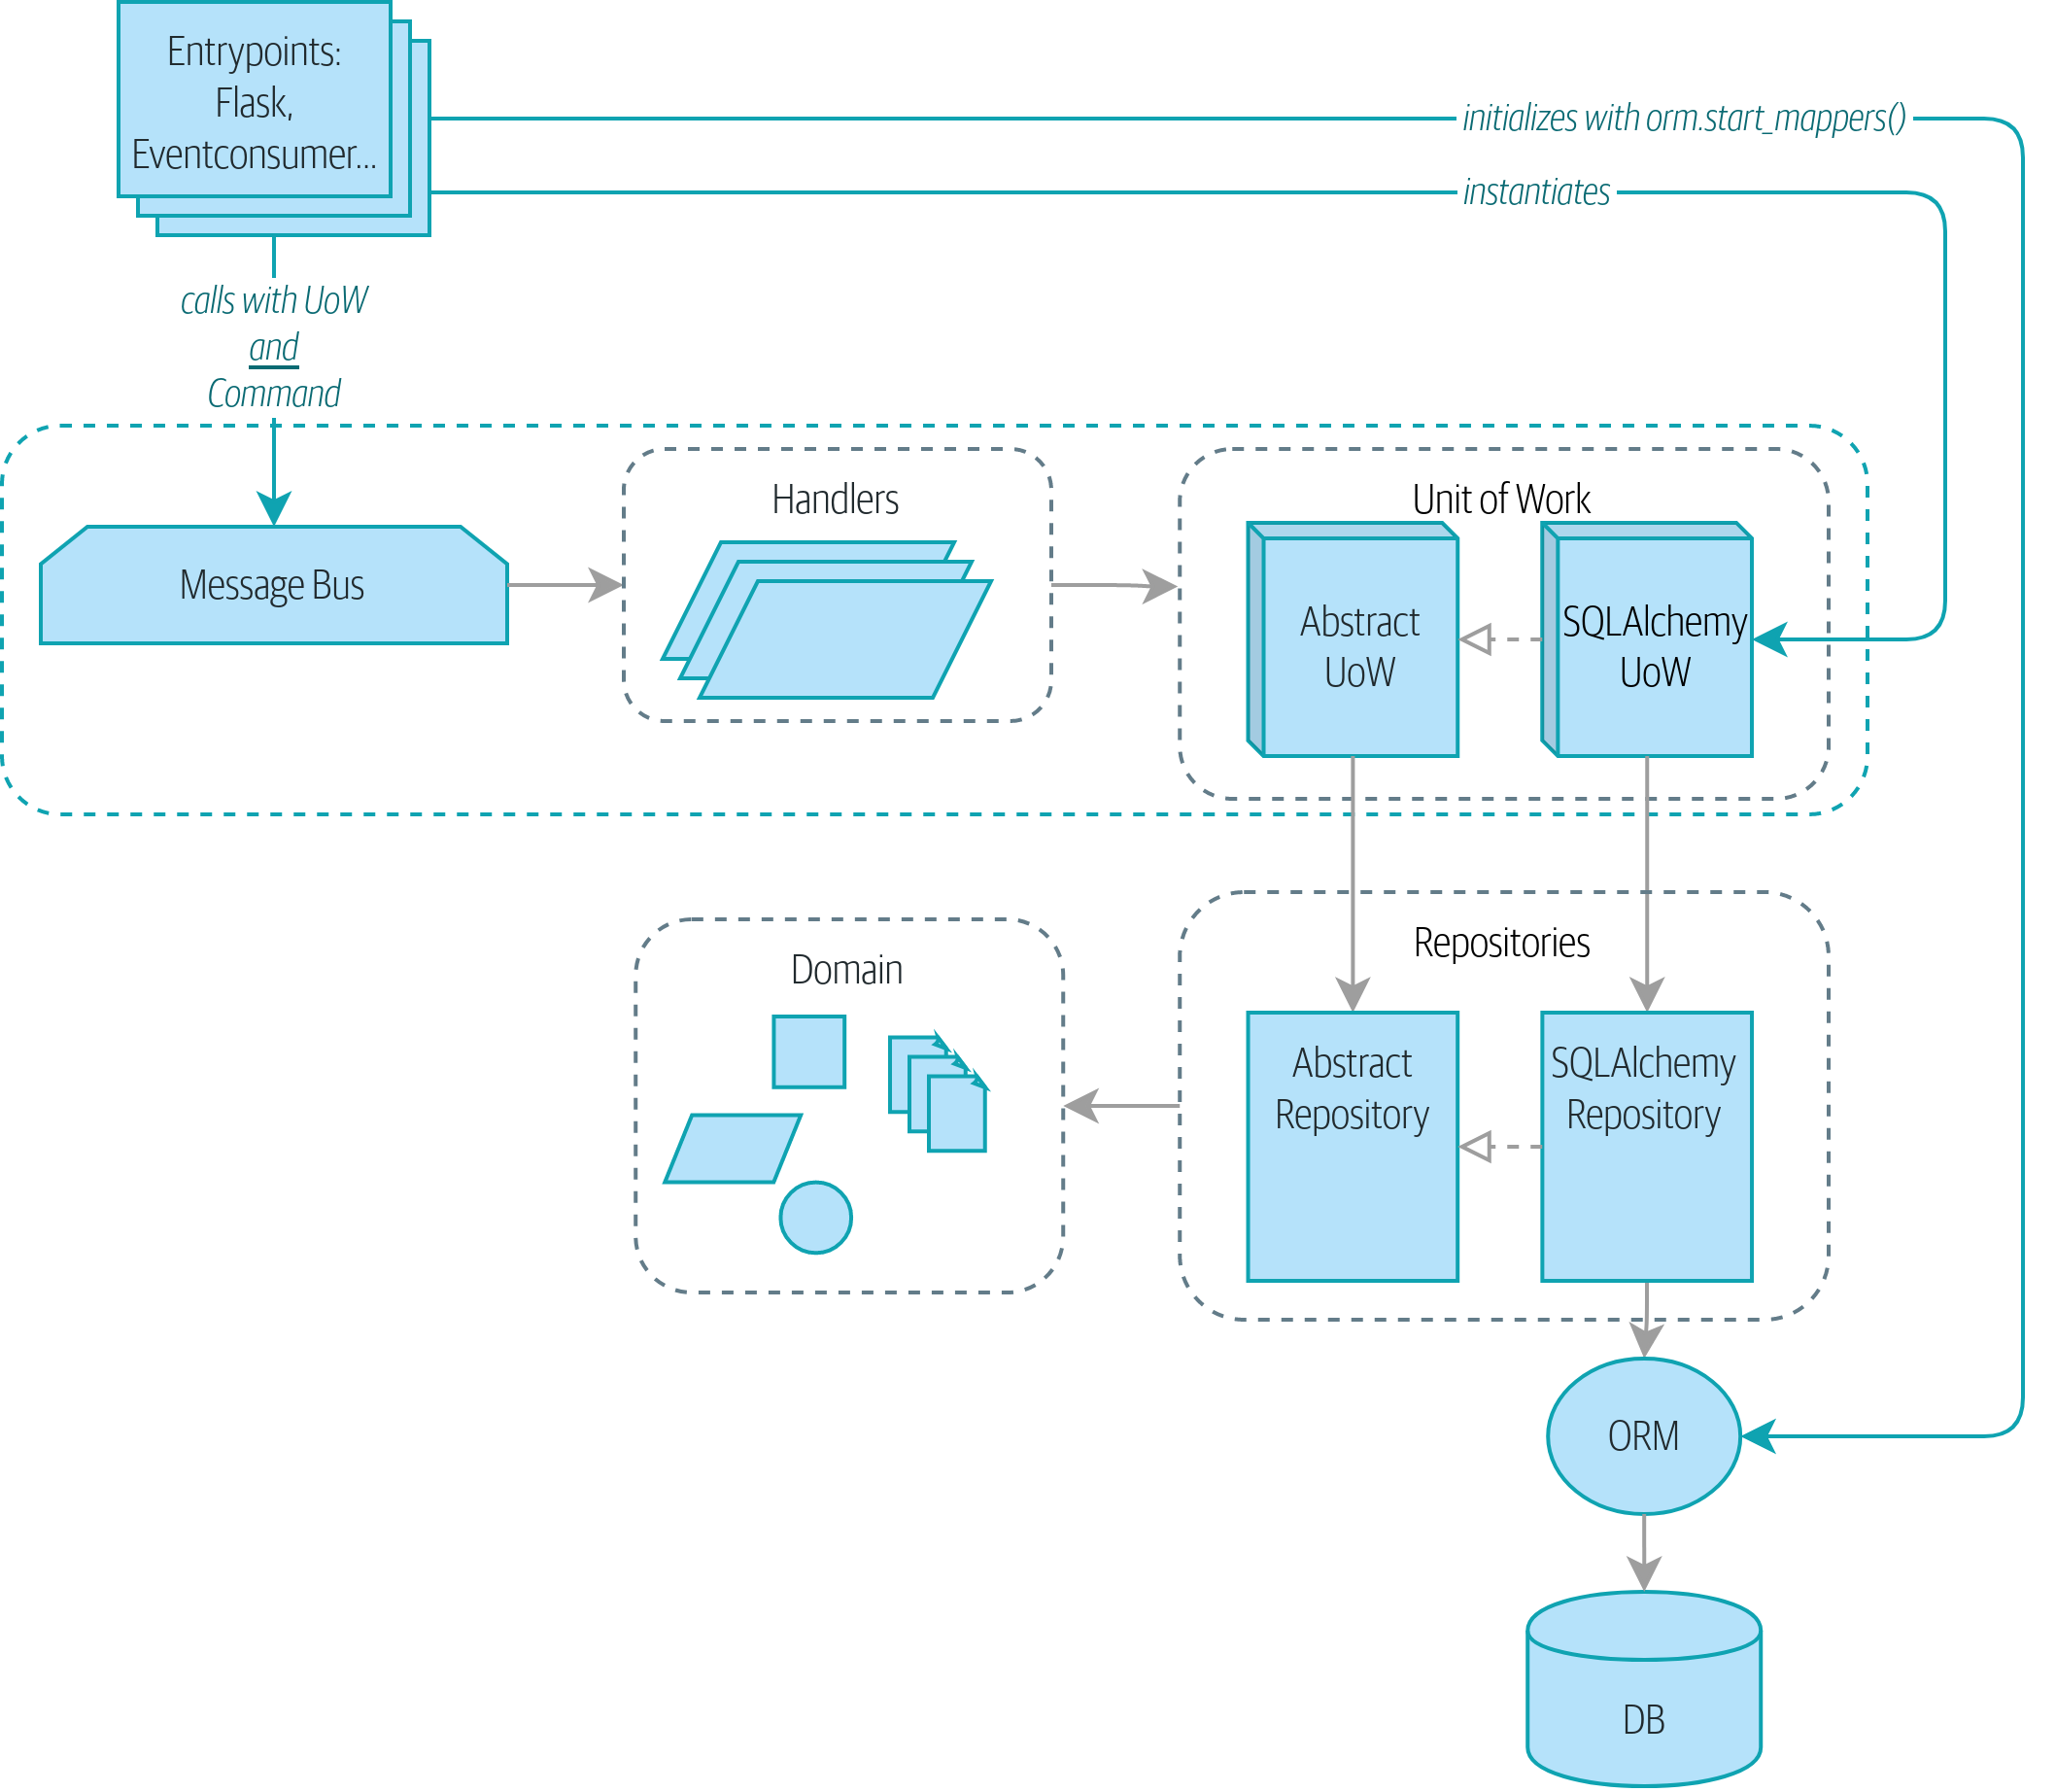 Entrypoints:
Flask,
Eventconsumer...
initializes with orm.start_mappers()
instantiates
calls with UoW
and
Command
Handlers
Unit of Work
Message Bus
Abstract
UoW
SQLAlchemy
UoW
Domain
Repositories
Abstract
Repository
SQLAlchemy
Repository
ORM
DB